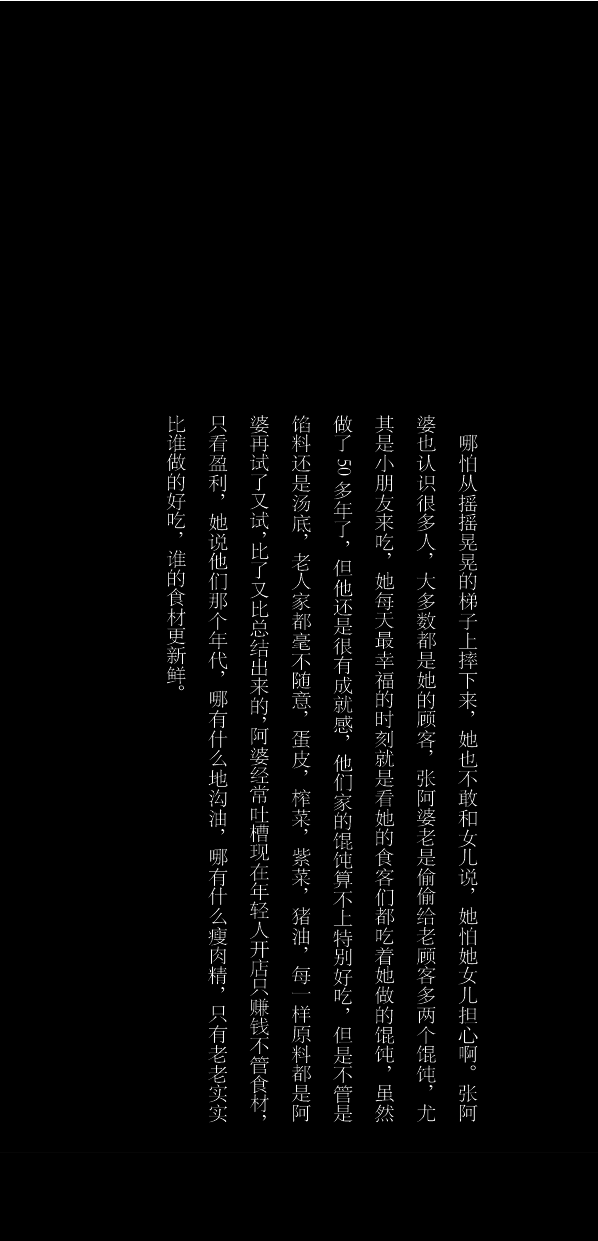 哪怕从摇摇晃晃的梯子上摔下来，她也不敢和女儿说，她怕她女儿担心啊。张阿
婆也认识很多人，大多数都是她的顾客，张阿婆老是偷偷给老顾客多两个馄饨，尤
其是小朋友来吃，她每天最幸福的时刻就是看她的食客们都吃着她做的馄饨，虽然
做了 50 多年了，但他还是很有成就感，他们家的馄饨算不上特别好吃，但是不管是
馅料还是汤底，老人家都毫不随意，蛋皮，榨菜，紫菜，猪油，每一样原料都是阿
婆再试了又试，比了又比总结出来的，阿婆经常吐槽现在年轻人开店只赚钱不管食材，
只看盈利，她说他们那个年代，哪有什么地沟油，哪有什么瘦肉精，只有老老实实
比谁做的好吃，谁的食材更新鲜。